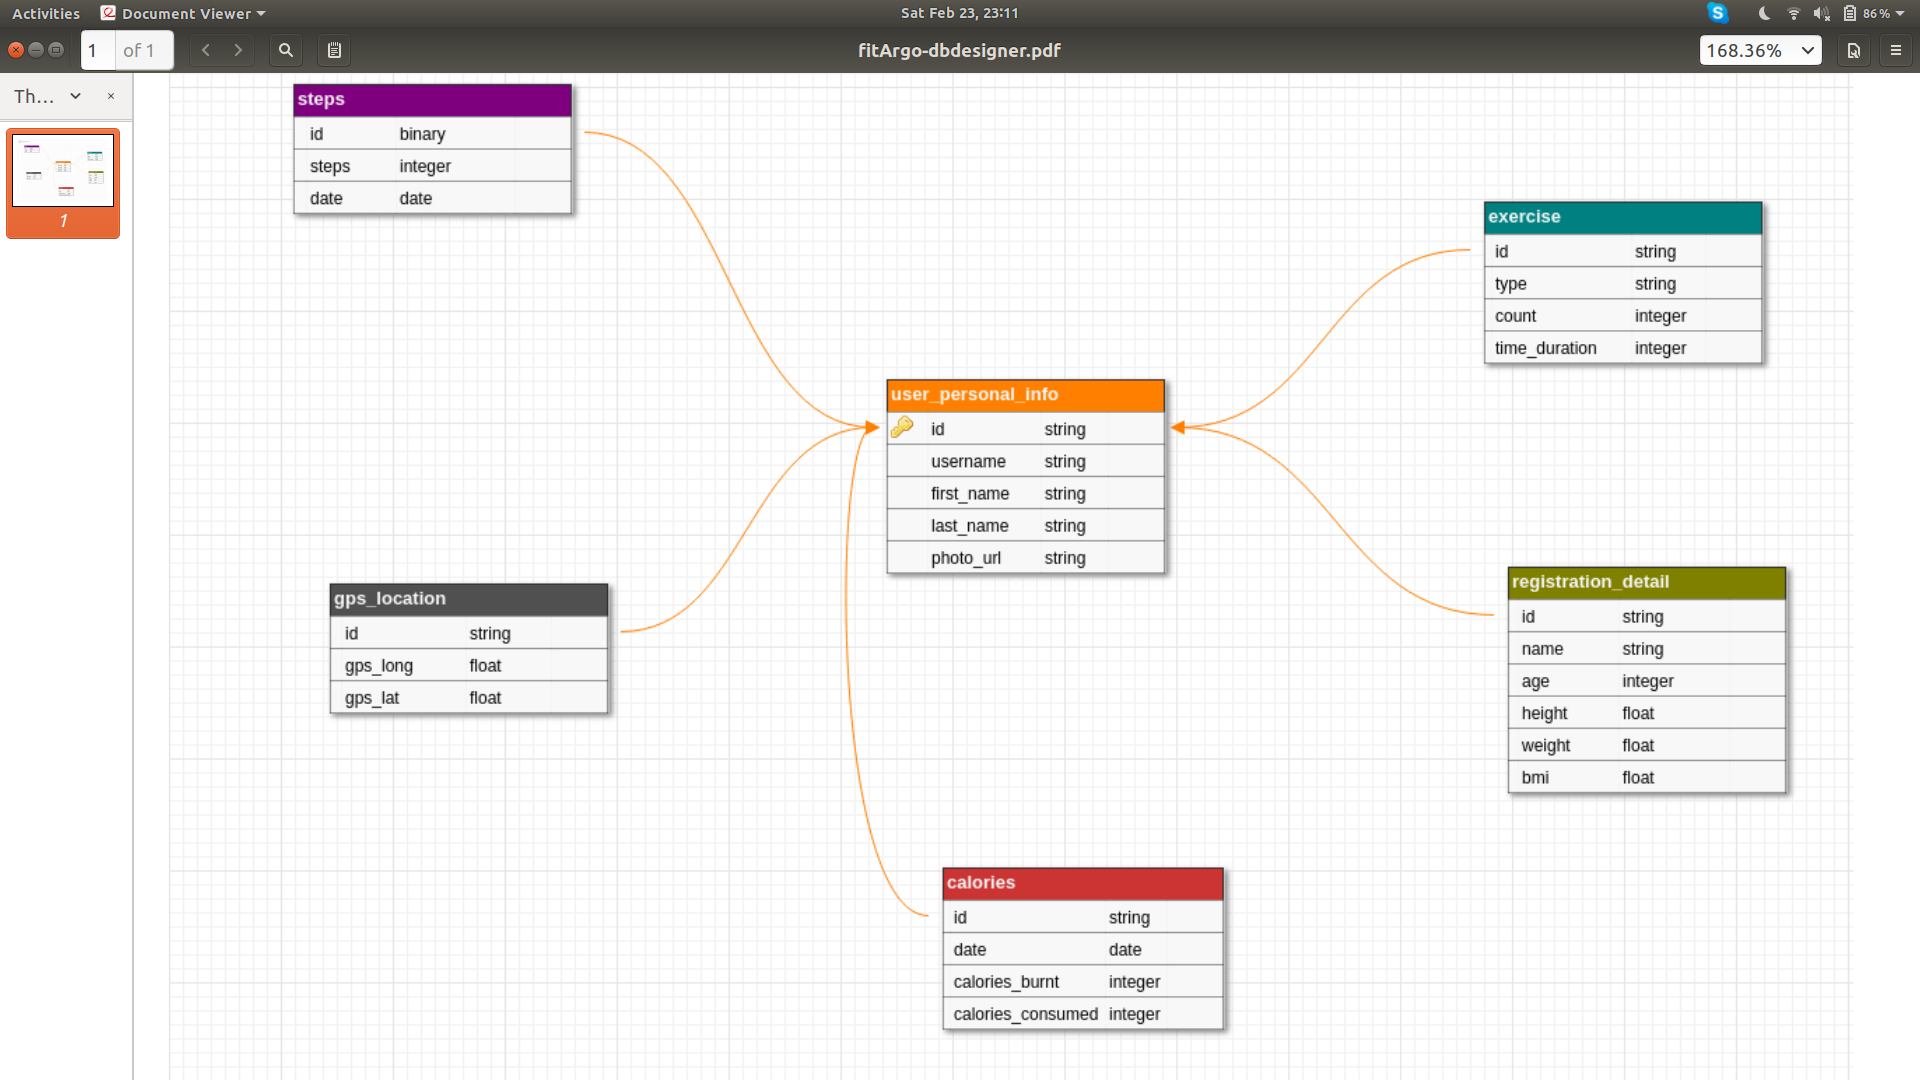 Activities Document Viewer Sat Feb 23, 23:11 86%
1 of 1 fitArgo-dbdesigner.pdf 168.36%
Th...
1
steps
id binary
steps integer
date date
exercise
id string
type string
count integer
time_duration integer
user_personal_info
id string
username string
first_name string
last_name string
photo_url string
gps_location
id string
gps_long float
gps_lat float
registration_detail
id string
name string
age integer
height float
weight float
bmi float
calories
id string
date date
calories_burnt integer
calories_consumed integer